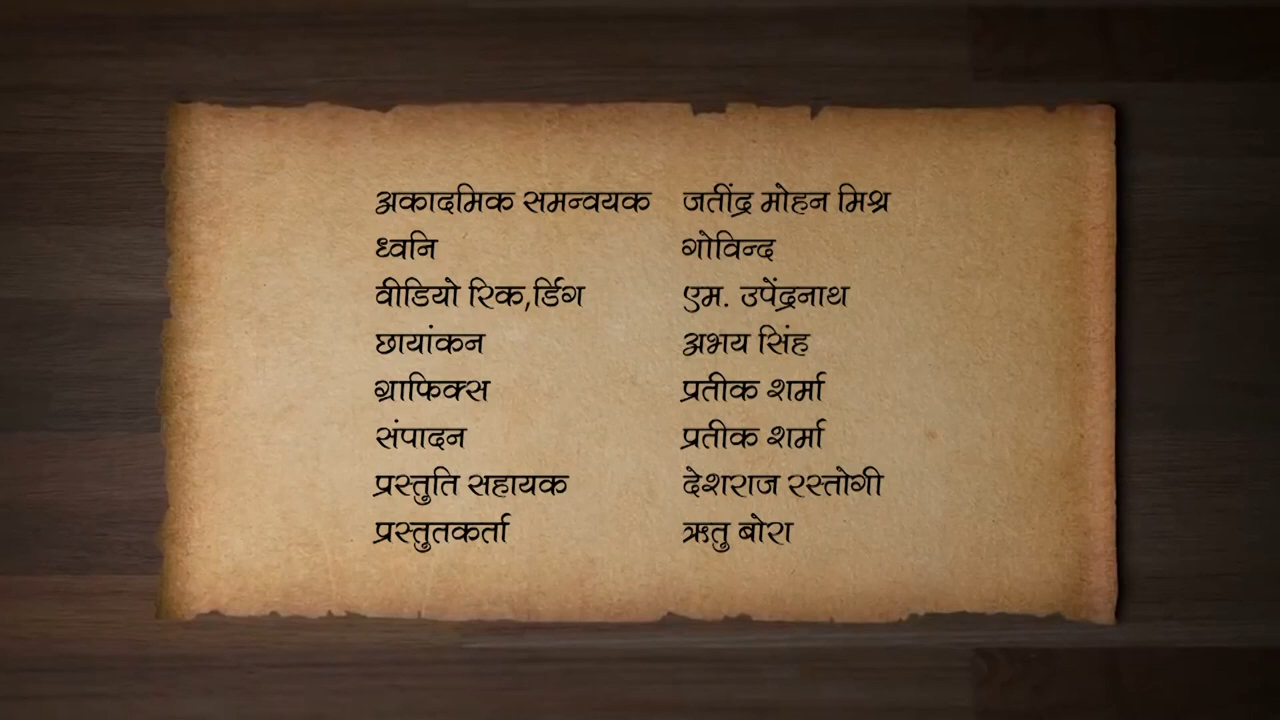 अकादमिक समन्वयक जतींद्र मोहन मिश्र
ध्वनि गोविन्द
वीडियो रिक,र्डिंग एम. उपेंद्रनाथ
छायांकन अभय सिंह
ग्राफिक्स प्रतीक शर्मा
संपादन प्रतीक शर्मा
प्रस्तुति सहायक देशराज रस्तोगी
प्रस्तुतकर्ता ऋतु बोरा